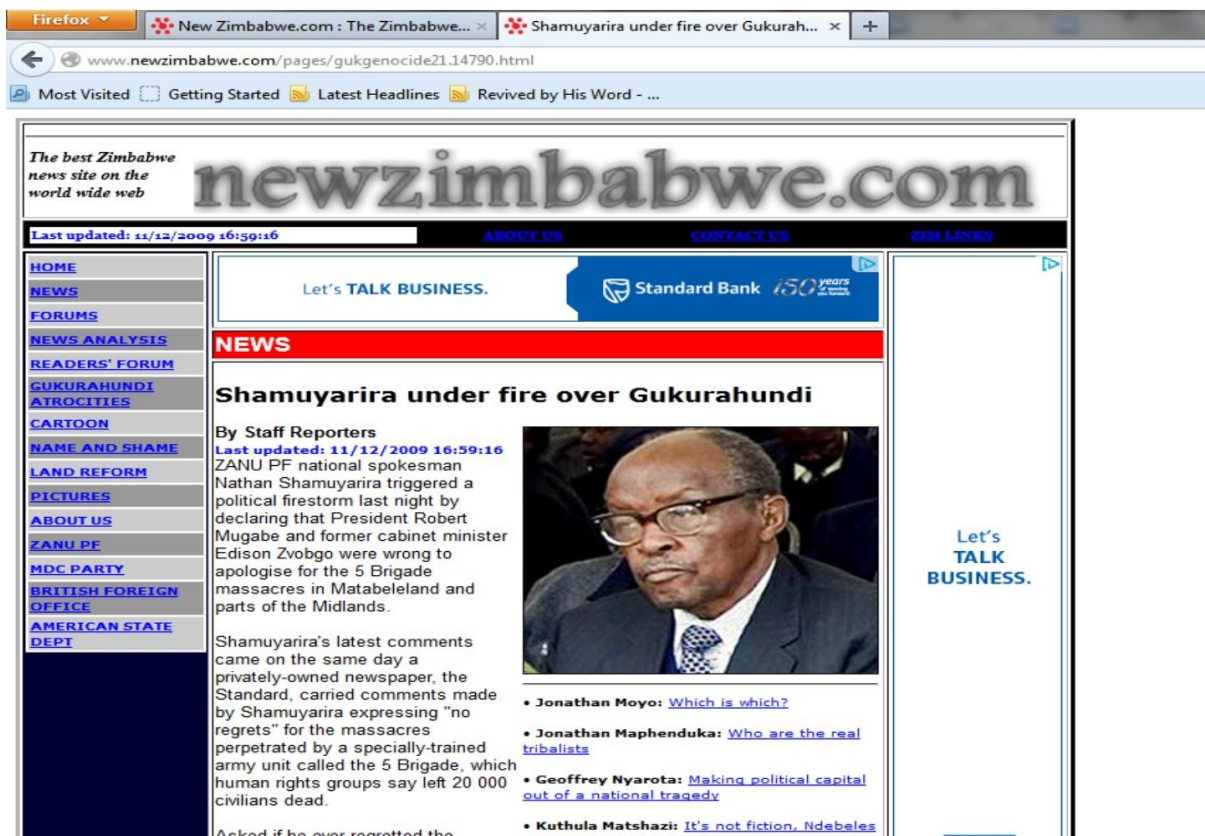 Firefox
New Zimbabwe.com : The Zimbabwe...
Shamuyarira under fire over Gukurah...
www.newzimbabwe.com/pages/gukgenocide21.14790.html
Most Visited Getting Started Latest Headlines Revived by His Word - ...
The best Zimbabwe
news site on the
world wide web
newzimbabwe.com
Last updated: 11/12/2009 16:59:16
ABOUT US
CONTACT US
ZIM LINKS
HOME
NEWS
FORUMS
NEWS ANALYSIS
READERS' FORUM
GUKURAHUNDI
ATROCITIES
CARTOON
NAME AND SHAME
LAND REFORM
PICTURES
ABOUT US
ZANU PF
MDC PARTY
BRITISH FOREIGN
OFFICE
AMERICAN STATE
DEPT
Let's TALK BUSINESS.
Standard Bank 150 years
NEWS
Shamuyarira under fire over Gukurahundi
By Staff Reporters
Last updated: 11/12/2009 16:59:16
ZANU PF national spokesman
Nathan Shamuyarira triggered a
political firestorm last night by
declaring that President Robert
Mugabe and former cabinet minister
Edison Zvobgo were wrong to
apologise for the 5 Brigade
massacres in Matabeleland and
parts of the Midlands.
Shamuyarira's latest comments
came on the same day a
privately-owned newspaper, the
Standard, carried comments made
by Shamuyarira expressing "no
regrets" for the massacres
perpetrated by a specially-trained
army unit called the 5 Brigade, which
human rights groups say left 20 000
civilians dead.
Asked if he ever regretted the
• Jonathan Moyo: Which is which?
• Jonathan Maphenduka: Who are the real
tribalists
• Geoffrey Nyarota: Making political capital
out of a national tragedy
• Kuthula Matshazi: It's not fiction, Ndebeles
Let's
TALK
BUSINESS.